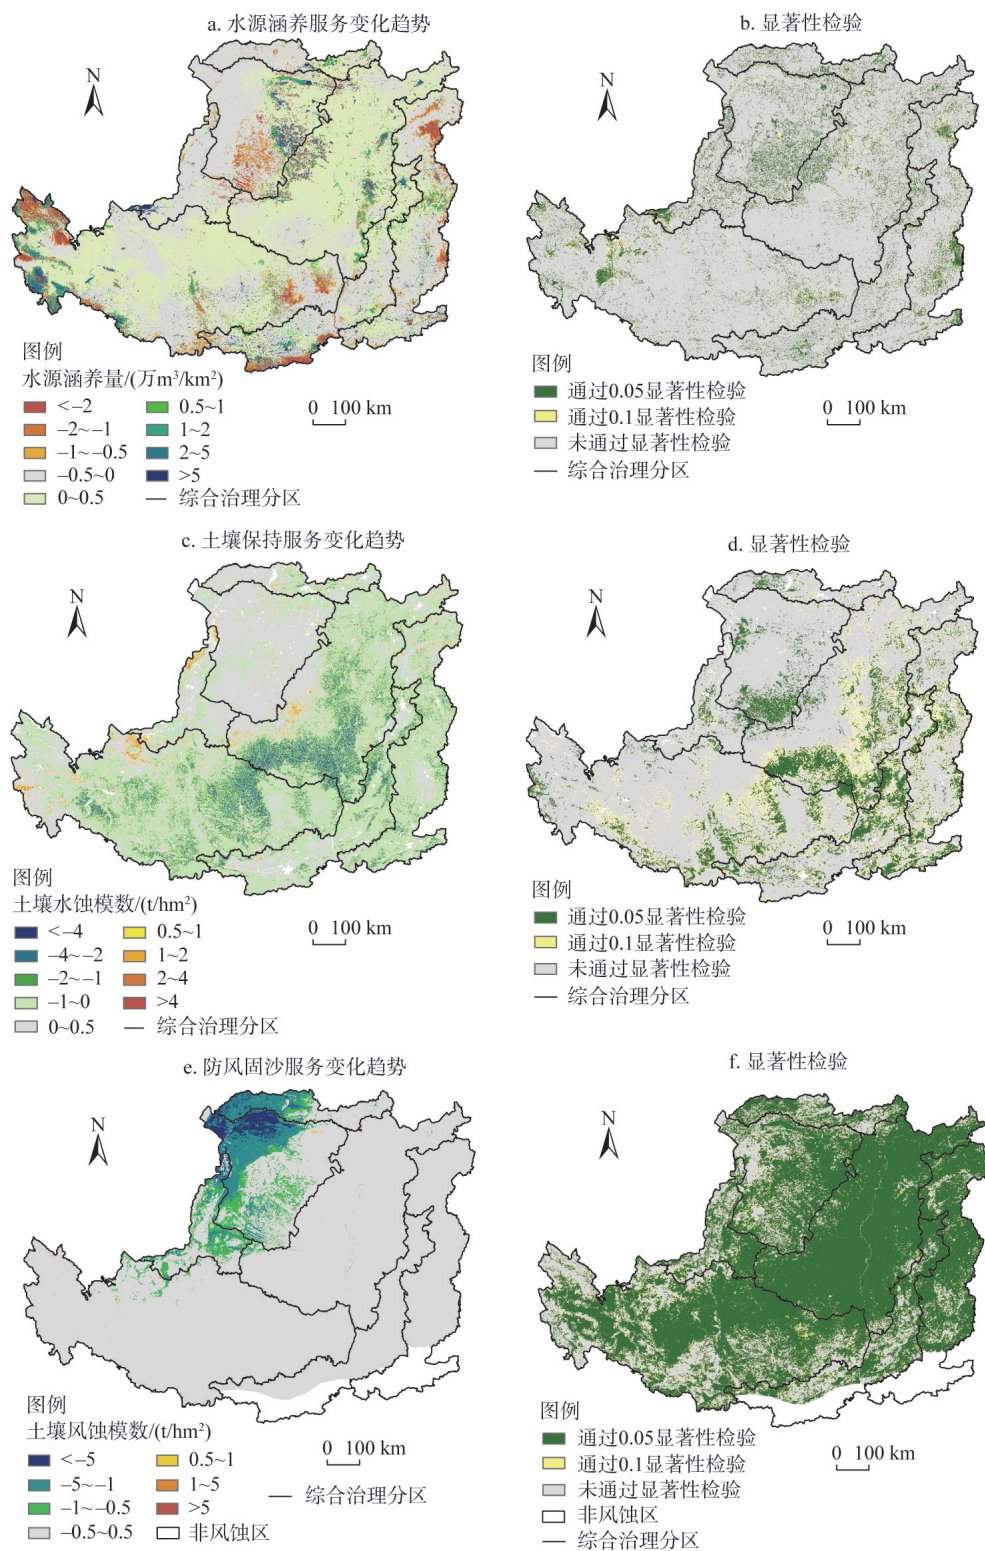 a. 水源涵养服务变化趋势
N
图例
水源涵养量/(万m³/km²)
<–2
–2~–1
–1~–0.5
–0.5~0
0~0.5
0.5~1
1~2
2~5
>5
综合治理分区
0 100 km
b. 显著性检验
N
图例
通过0.05显著性检验
通过0.1显著性检验
未通过显著性检验
综合治理分区
0 100 km
c. 土壤保持服务变化趋势
N
图例
土壤水蚀模数/(t/hm²)
<–4
–4~–2
–2~–1
–1~0
0~0.5
0.5~1
1~2
2~4
>4
综合治理分区
0 100 km
d. 显著性检验
N
图例
通过0.05显著性检验
通过0.1显著性检验
未通过显著性检验
综合治理分区
0 100 km
e. 防风固沙服务变化趋势
N
图例
土壤风蚀模数/(t/hm²)
<–5
–5~–1
–1~–0.5
–0.5~0.5
0.5~1
1~5
>5
非风蚀区
综合治理分区
0 100 km
f. 显著性检验
N
图例
通过0.05显著性检验
通过0.1显著性检验
未通过显著性检验
非风蚀区
综合治理分区
0 100 km